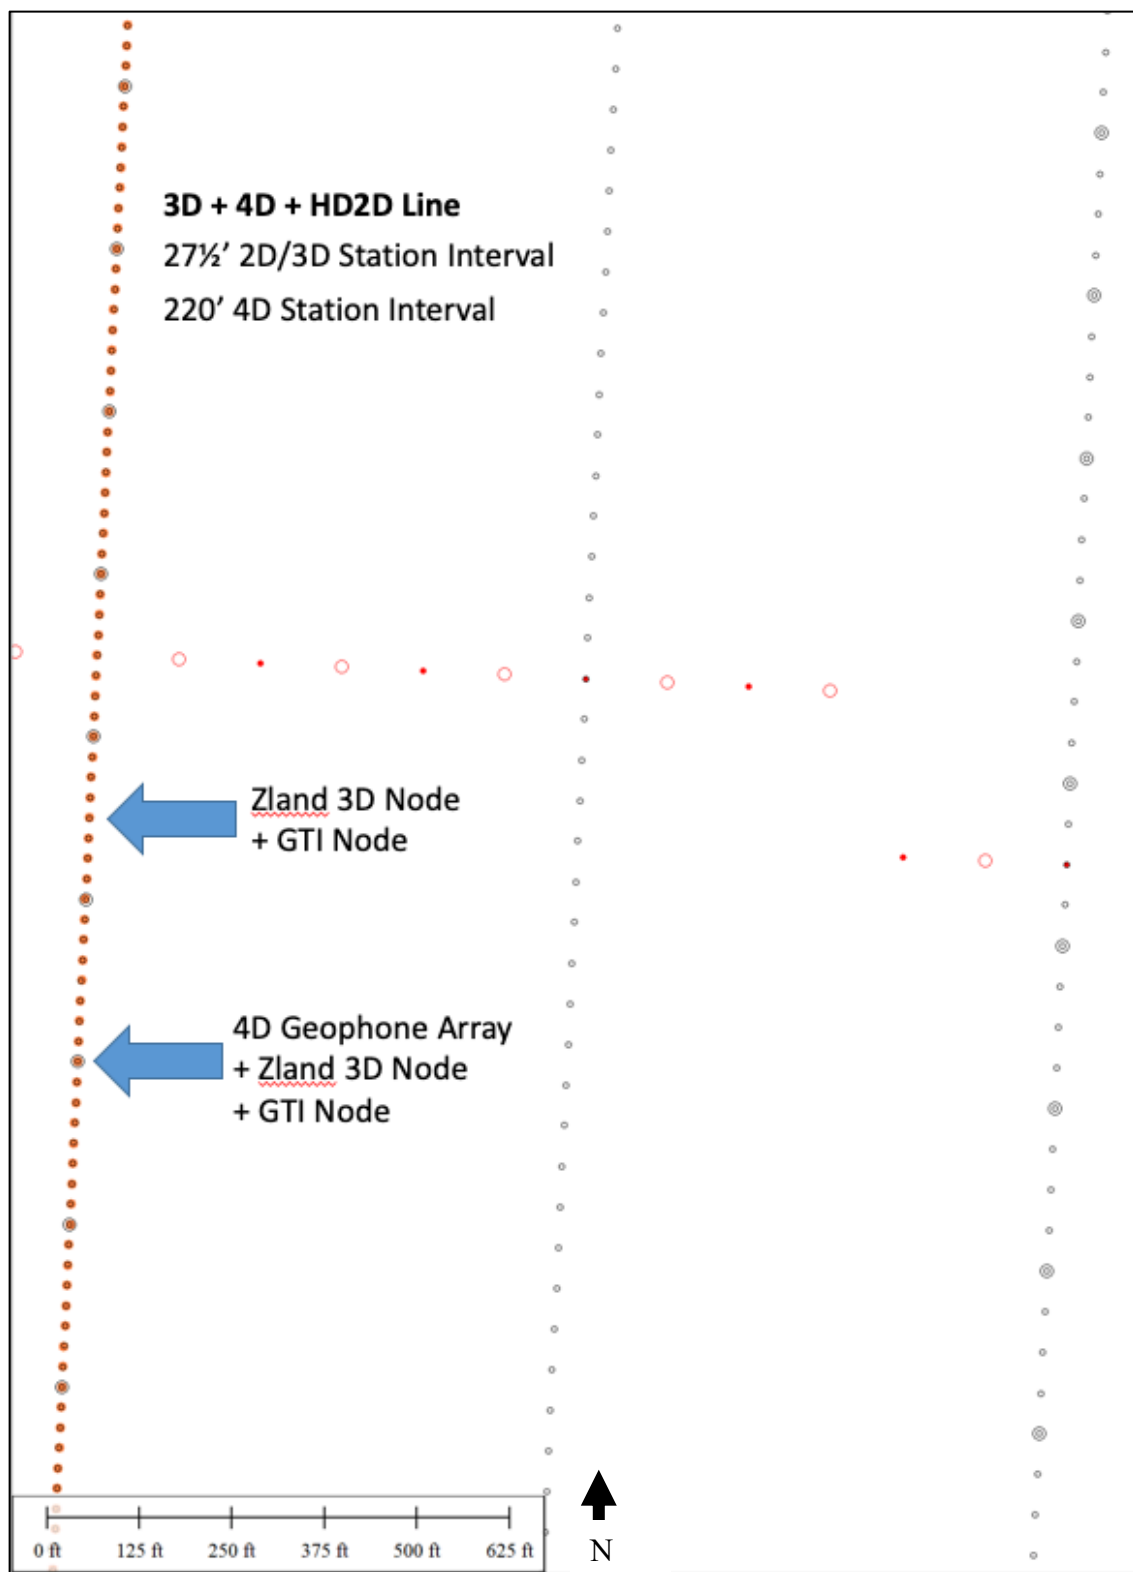 3D + 4D + HD2D Line
27½’ 2D/3D Station Interval
220’ 4D Station Interval
Zland 3D Node
+ GTI Node
4D Geophone Array
+ Zland 3D Node
+ GTI Node
0 ft 125 ft 250 ft 375 ft 500 ft 625 ft
N